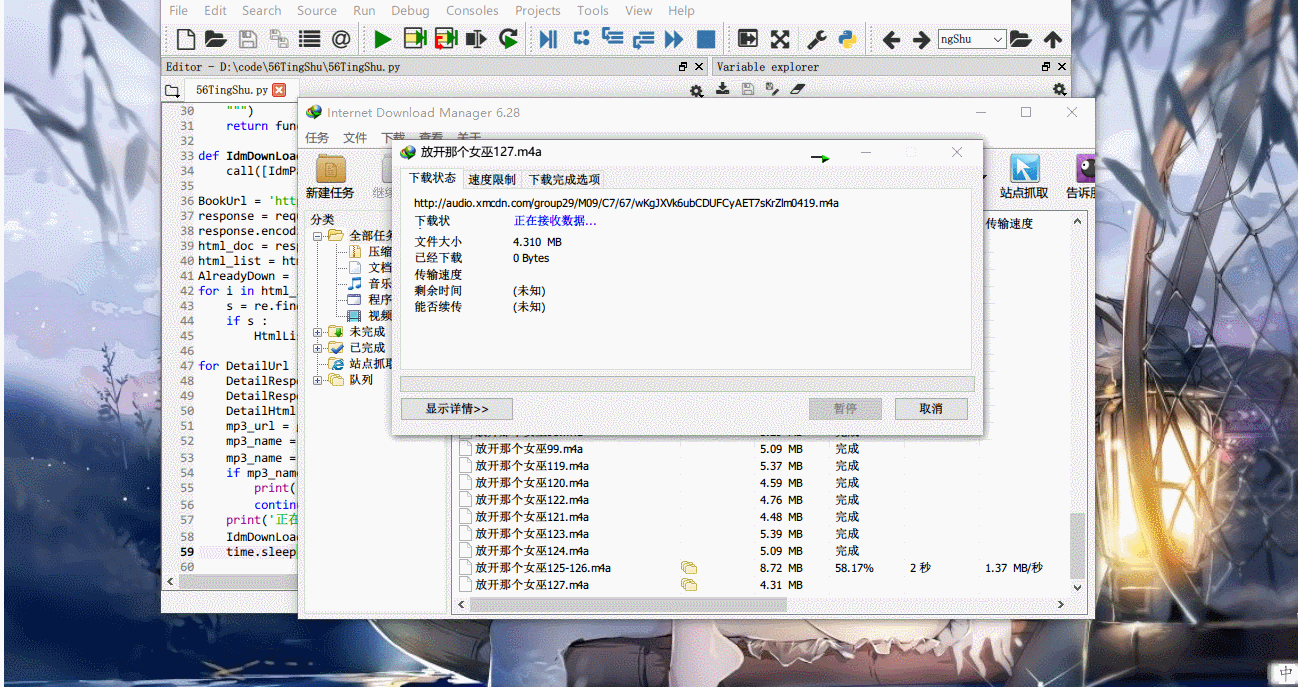 File Edit Search Source Run Debug Consoles Projects Tools View Help
ngShu
Editor - D:\code\56TingShu\56TingShu.py
Variable explorer
56TingShu.py
30 """)
31 return fun
32
33 def IdmDownLoa
34 call([IdmPa
35
36 BookUrl = 'htt
37 response = requ
38 response.encodi
39 html_doc = resp
40 html_list = htm
41 AlreadyDown =
42 for i in html_
43 s = re.find
44 if s :
45 HtmlLis
46
47 for DetailUrl
48 DetailRespo
49 DetailRespo
50 DetailHtml
51 mp3_url =
52 mp3_name =
53 mp3_name =
54 if mp3_name
55 print(
56 continu
57 print('正在
58 IdmDownLoa
59 time.sleep
60
Internet Download Manager 6.28
任务 文件 下载 查看 关于
新建任务
站点抓取
分类
全部任务
压缩
文档
音乐
程序
视频
未完成
已完成
站点抓取
队列
传输速度
放开那个女巫127.m4a
下载状态 速度限制 下载完成选项
http://audio.xmcdn.com/group29/M09/C7/67/wKgJXVk6ubCDUFCyAET7sKrZlm0419.m4a
下载状 正在接收数据...
文件大小 4.310 MB
已经下载 0 Bytes
传输速度
剩余时间 (未知)
能否续传 (未知)
显示详情>> 暂停 取消
放开那个女巫99.m4a 5.09 MB 完成
放开那个女巫119.m4a 5.37 MB 完成
放开那个女巫120.m4a 4.59 MB 完成
放开那个女巫122.m4a 4.76 MB 完成
放开那个女巫121.m4a 4.48 MB 完成
放开那个女巫123.m4a 5.39 MB 完成
放开那个女巫124.m4a 5.09 MB 完成
放开那个女巫125-126.m4a 8.72 MB 58.17% 2 秒 1.37 MB/秒
放开那个女巫127.m4a 4.31 MB
中